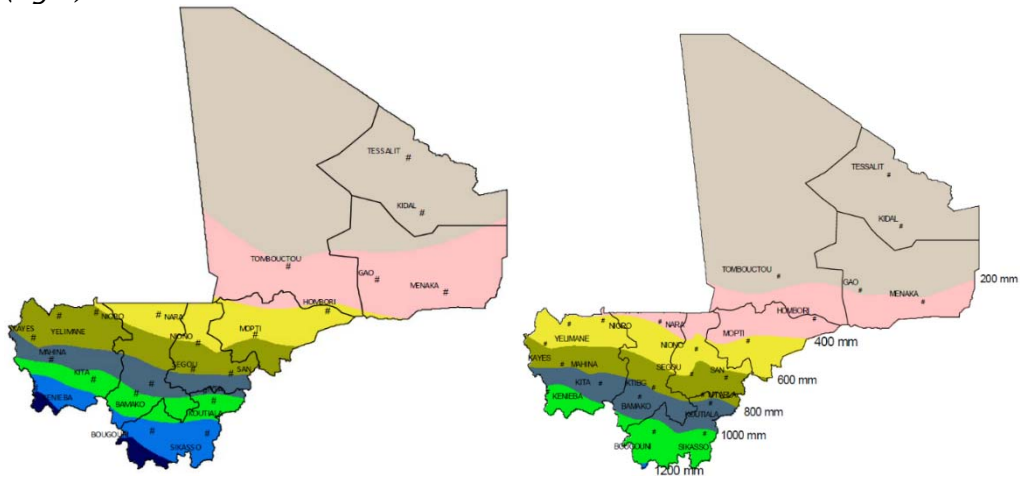 TESSALIT
KIDAL
TOMBOUCTOU
GAO
MENAKA
HOMBORI
NIORO
NARA
KAYES
YELIMANE
NIONO
MOPTI
MAHINA
SEGOU
SAN
KITA
KENIEBA
BAMAKO
KOUTIALA
BOUGOUNI
SIKASSO
TESSALIT
KIDAL
TOMBOUCTOU
GAO
MENAKA
200 mm
HOMBORI
NIORO
NARA
MOPTI
400 mm
YELIMANE
NIONO
KAYES
MAHINA
SEGOU
SAN
600 mm
KITA
KENIEBA
BAMAKO
KOUTIALA
800 mm
BOUGOUNI
SIKASSO
1000 mm
1200 mm